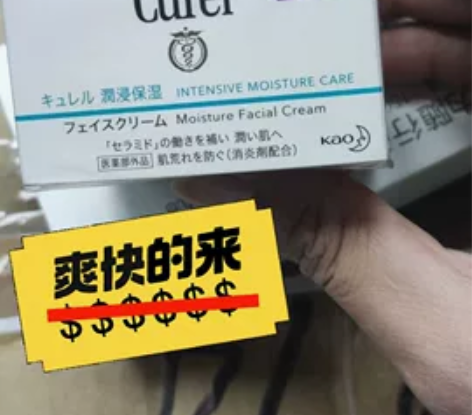 Curél
キュレル 潤浸保湿 INTENSIVE MOISTURE CARE
フェイスクリーム Moisture Facial Cream
「セラミド」の働きを補い 潤い肌へ
医薬部外品 肌荒れを防ぐ(消炎剤配合)
Kao
随行
爽快的来
$$$$$$